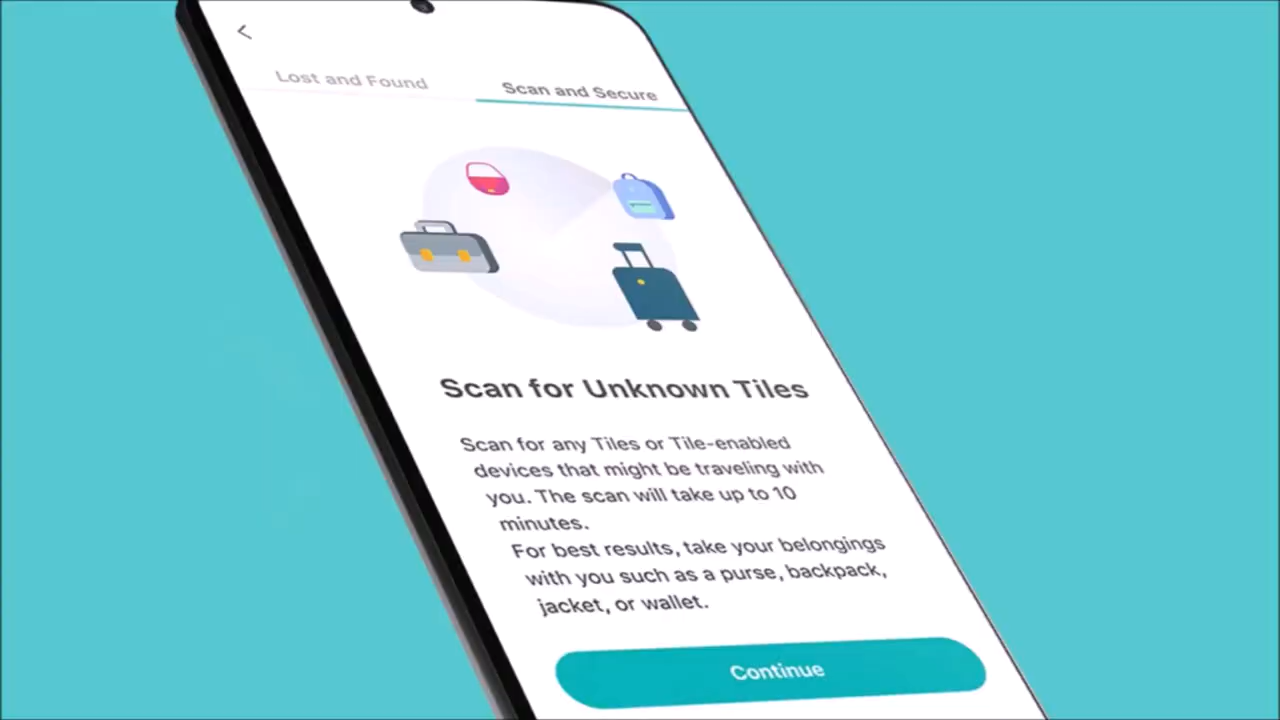 Lost and Found
Scan and Secure
Scan for Unknown Tiles
Scan for any Tiles or Tile-enabled
devices that might be traveling with
you. The scan will take up to 10
minutes.
For best results, take your belongings
with you such as a purse, backpack,
jacket, or wallet.
Continue